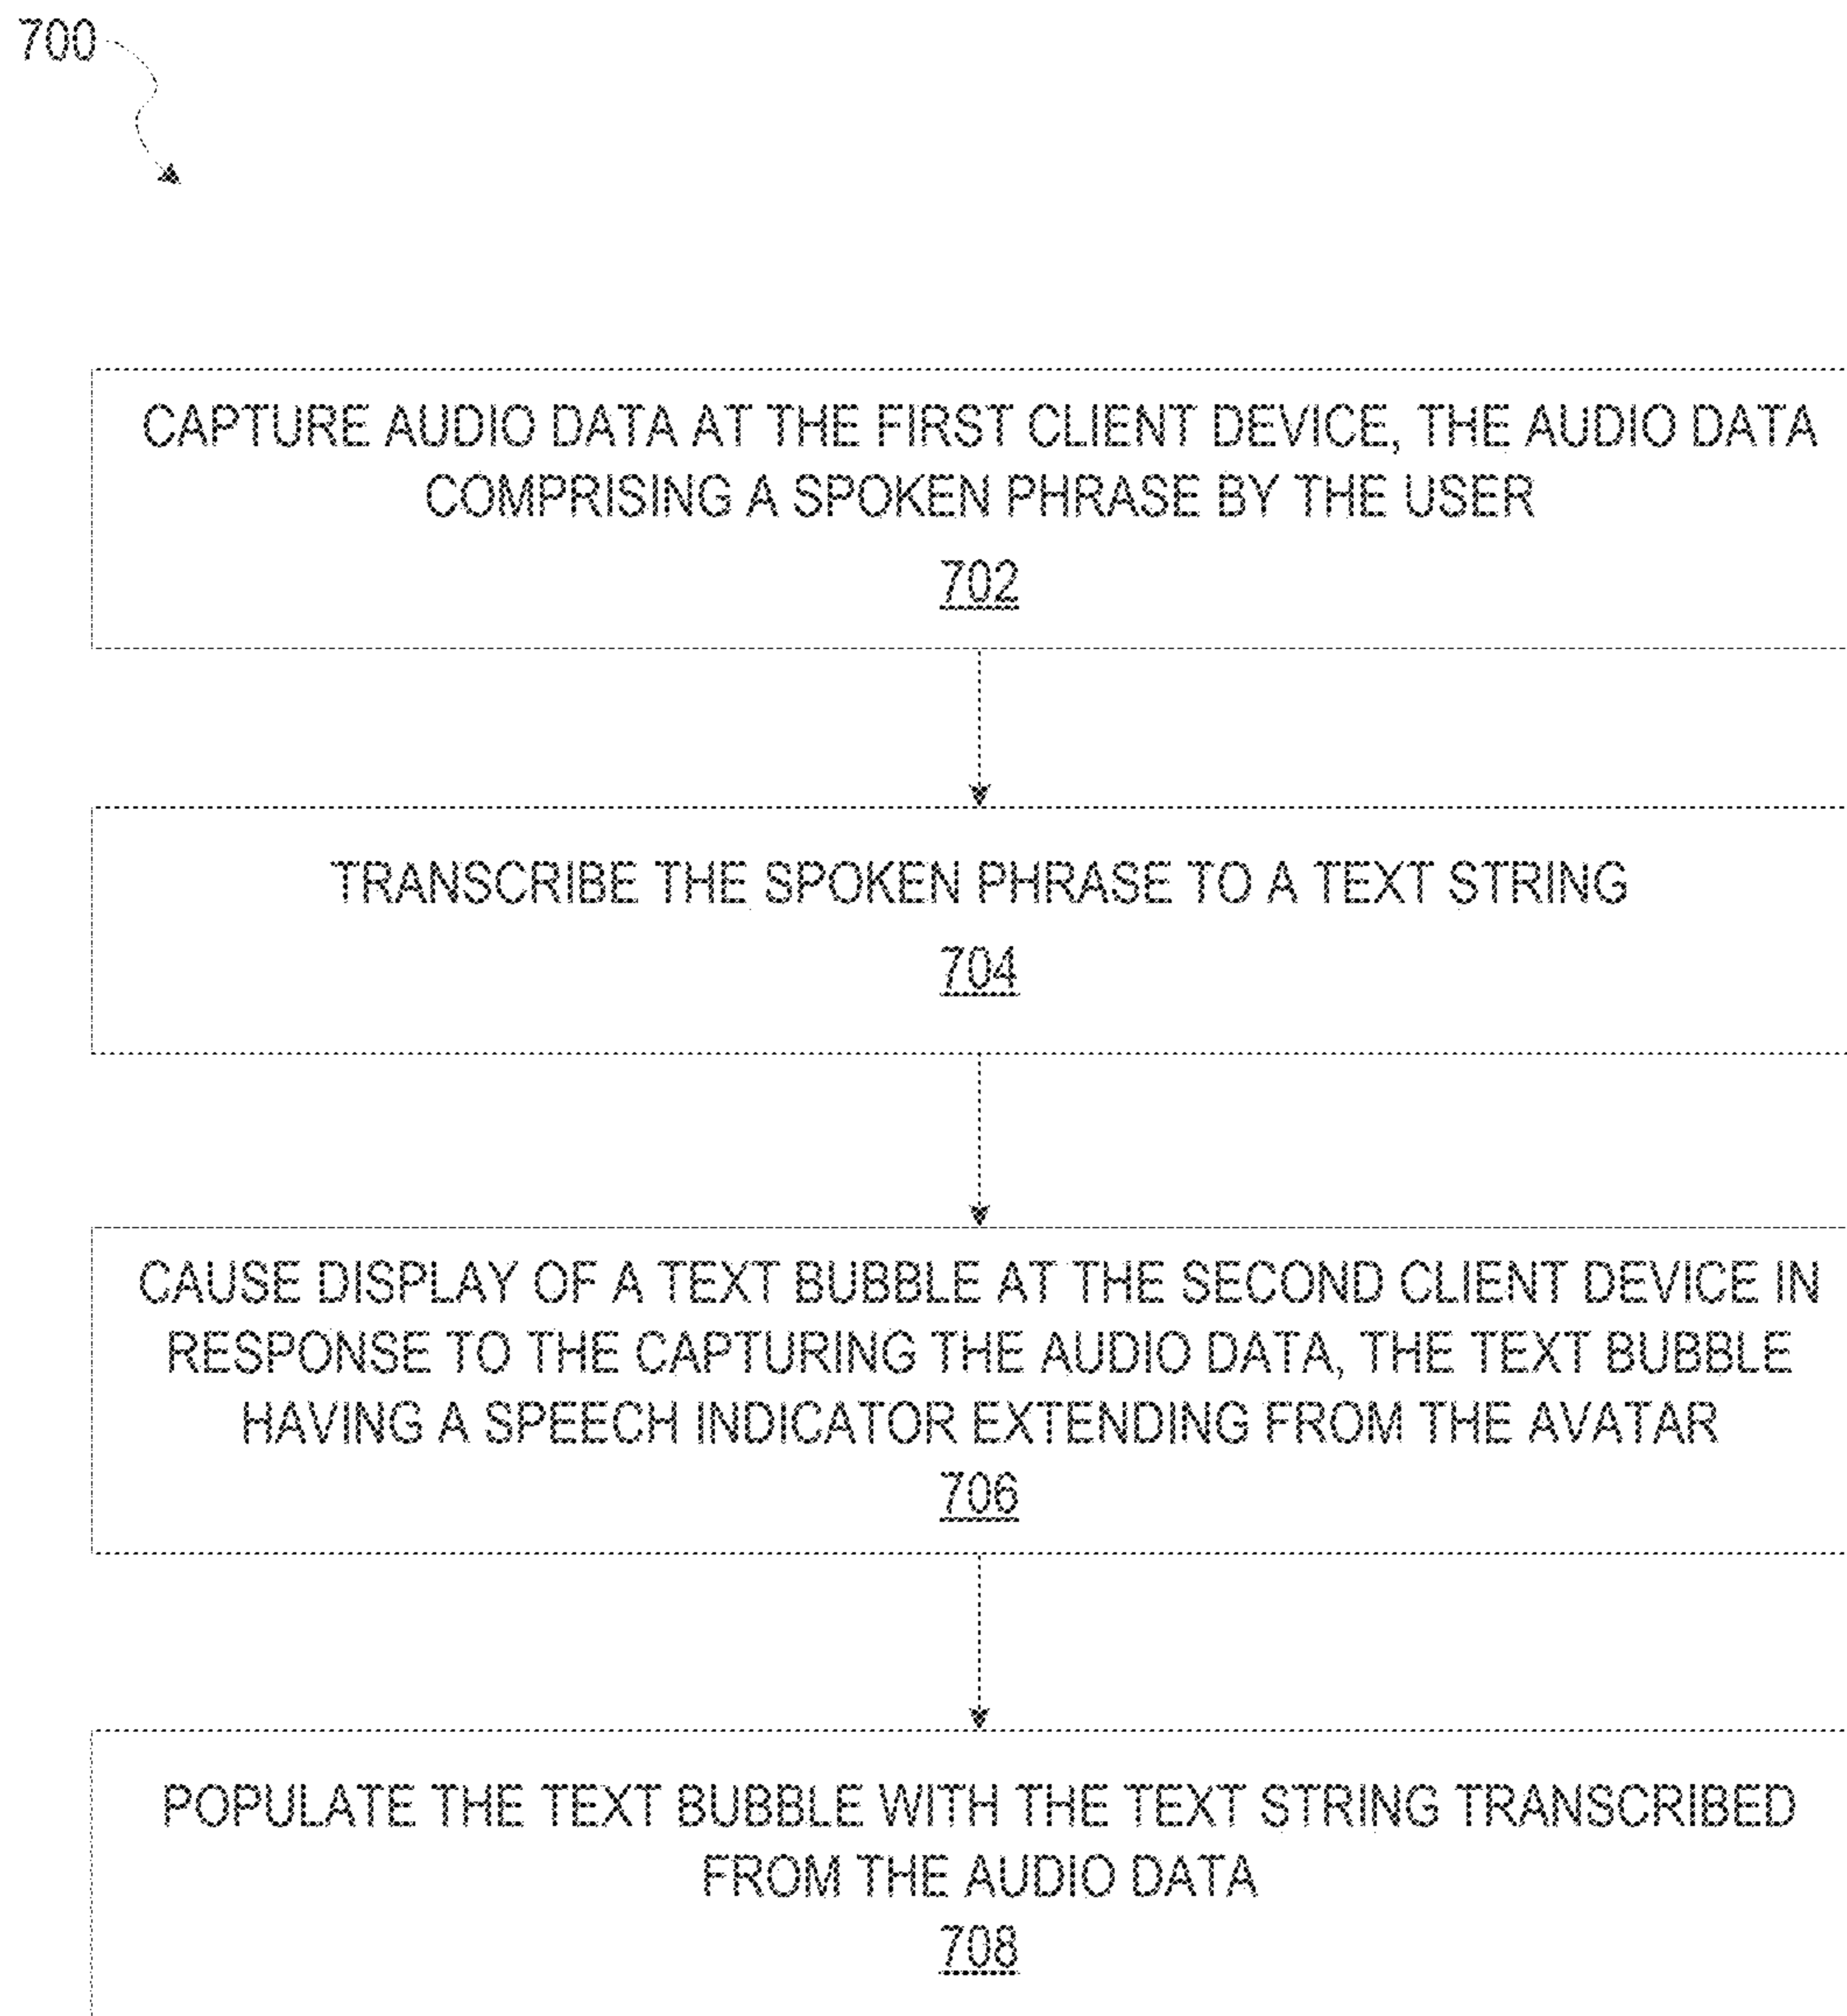 700
CAPTURE AUDIO DATA AT THE FIRST CLIENT DEVICE, THE AUDIO DATA
COMPRISING A SPOKEN PHRASE BY THE USER
702
TRANSCRIBE THE SPOKEN PHRASE TO A TEXT STRING
704
CAUSE DISPLAY OF A TEXT BUBBLE AT THE SECOND CLIENT DEVICE IN
RESPONSE TO THE CAPTURING THE AUDIO DATA, THE TEXT BUBBLE
HAVING A SPEECH INDICATOR EXTENDING FROM THE AVATAR
706
POPULATE THE TEXT BUBBLE WITH THE TEXT STRING TRANSCRIBED
FROM THE AUDIO DATA
708